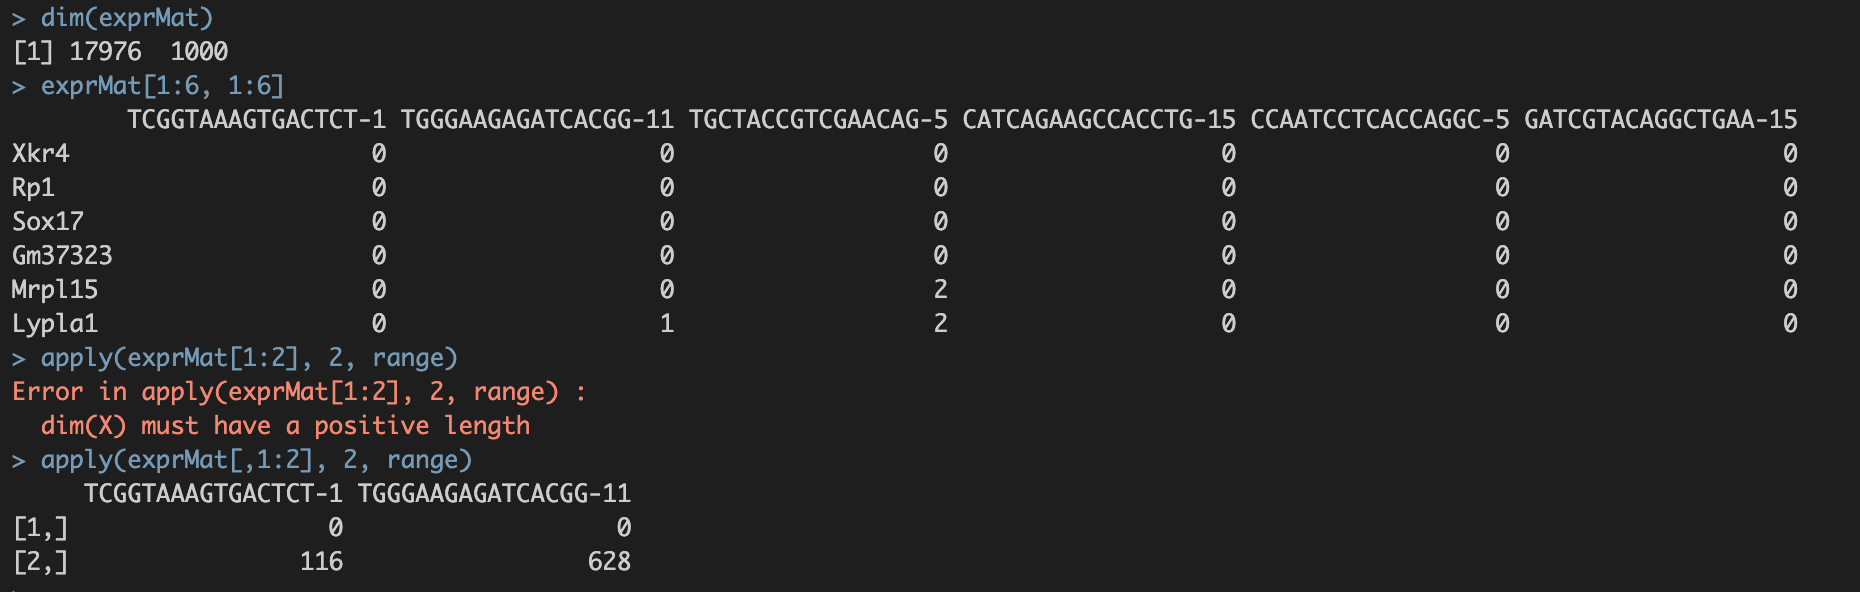 > dim(exprMat)
[1] 17976  1000
> exprMat[1:6, 1:6]
        TCGGTAAAGTGACTCT-1 TGGGAAGAGATCACGG-11 TGCTACCGTCGAACAG-5 CATCAGAAGCCACCTG-15 CCAATCCTCACCAGGC-5 GATCGTACAGGCTGAA-15
Xkr4                     0                   0                  0                   0                  0                   0
Rp1                      0                   0                  0                   0                  0                   0
Sox17                    0                   0                  0                   0                  0                   0
Gm37323                  0                   0                  0                   0                  0                   0
Mrpl15                   0                   0                  2                   0                  0                   0
Lypla1                   0                   1                  2                   0                  0                   0
> apply(exprMat[1:2], 2, range)
Error in apply(exprMat[1:2], 2, range) :
  dim(X) must have a positive length
> apply(exprMat[,1:2], 2, range)
     TCGGTAAAGTGACTCT-1 TGGGAAGAGATCACGG-11
[1,]                  0                   0
[2,]                116                 628